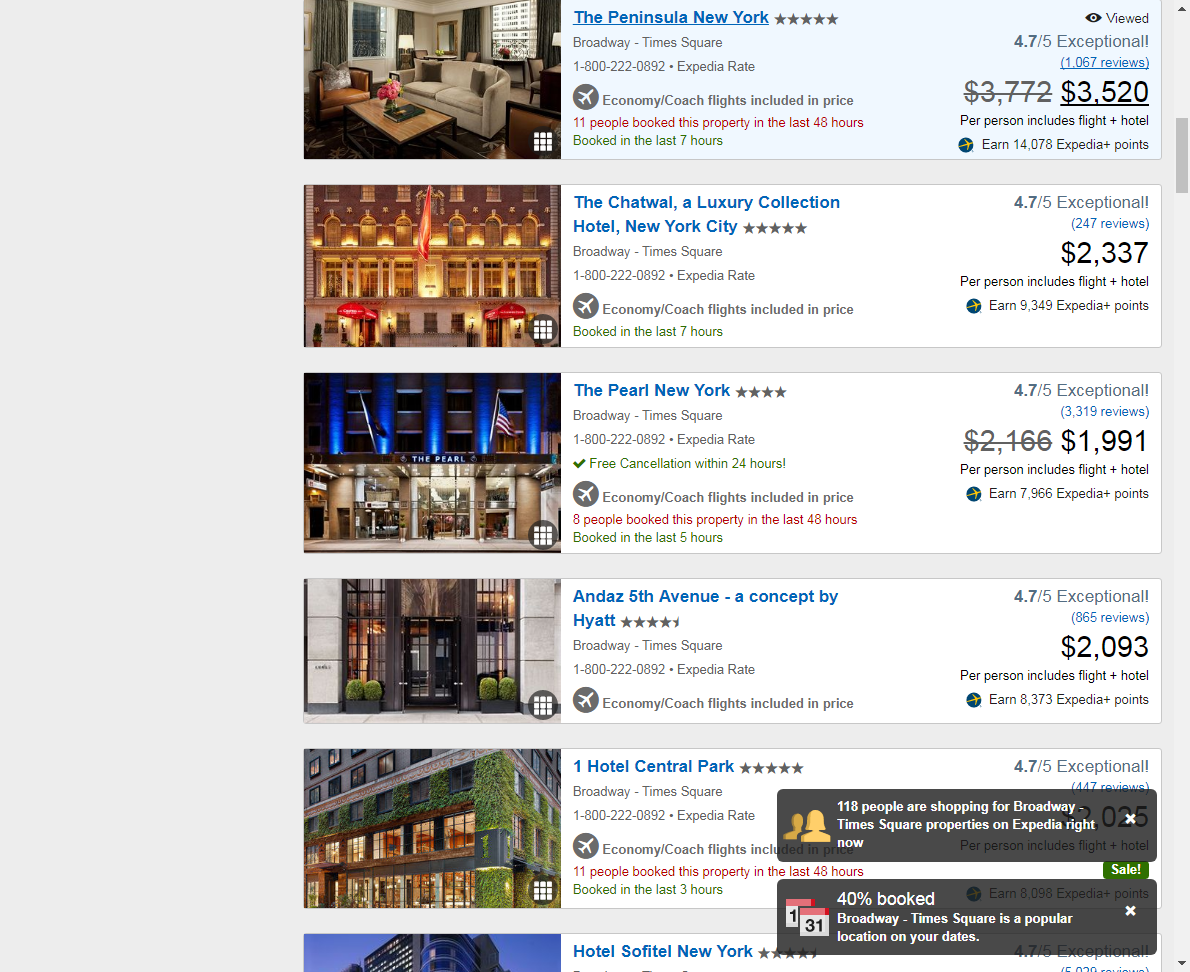 The Peninsula New York
Viewed
Broadway - Times Square
4.7/5 Exceptional!
1-800-222-0892 • Expedia Rate
(1,067 reviews)
$3,772 $3,520
Economy/Coach flights included in price
Per person includes flight + hotel
11 people booked this property in the last 48 hours
Booked in the last 7 hours
Earn 14,078 Expedia+ points
The Chatwal, a Luxury Collection
Hotel, New York City
4.7/5 Exceptional!
(247 reviews)
Broadway - Times Square
$2,337
1-800-222-0892 • Expedia Rate
Per person includes flight + hotel
Economy/Coach flights included in price
Earn 9,349 Expedia+ points
Booked in the last 7 hours
THE PEARL
The Pearl New York
4.7/5 Exceptional!
Broadway - Times Square
(3,319 reviews)
1-800-222-0892 • Expedia Rate
$2,166 $1,991
Free Cancellation within 24 hours!
Per person includes flight + hotel
Economy/Coach flights included in price
Earn 7,966 Expedia+ points
8 people booked this property in the last 48 hours
Booked in the last 5 hours
Andaz 5th Avenue - a concept by
Hyatt
4.7/5 Exceptional!
(865 reviews)
Broadway - Times Square
$2,093
1-800-222-0892 • Expedia Rate
Per person includes flight + hotel
Economy/Coach flights included in price
Earn 8,373 Expedia+ points
1 Hotel Central Park
4.7/5 Exceptional!
Broadway - Times Square
(447 reviews)
1-800-222-0892 • Expedia Rate
$2,025
Economy/Coach flights included in price
Per person includes flight + hotel
11 people booked this property in the last 48 hours
Sale!
Booked in the last 3 hours
Earn 8,098 Expedia+ points
118 people are shopping for Broadway -
Times Square properties on Expedia right
now
1
31
40% booked
Broadway - Times Square is a popular
location on your dates.
Hotel Sofitel New York
4.7/5 Exceptional!
Broadway - Times Square
(5,029 reviews)